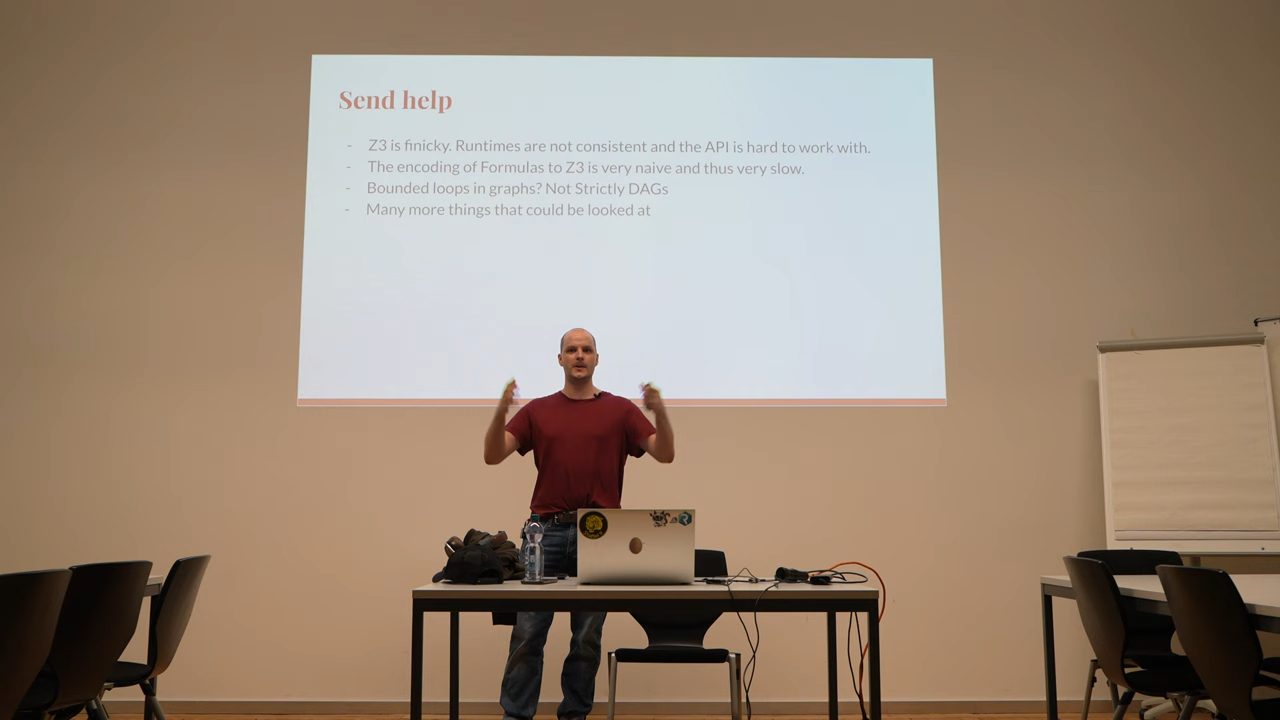 Send help
- Z3 is finicky. Runtimes are not consistent and the API is hard to work with.
- The encoding of Formulas to Z3 is very naive and thus very slow.
- Bounded loops in graphs? Not Strictly DAGs
- Many more things that could be looked at